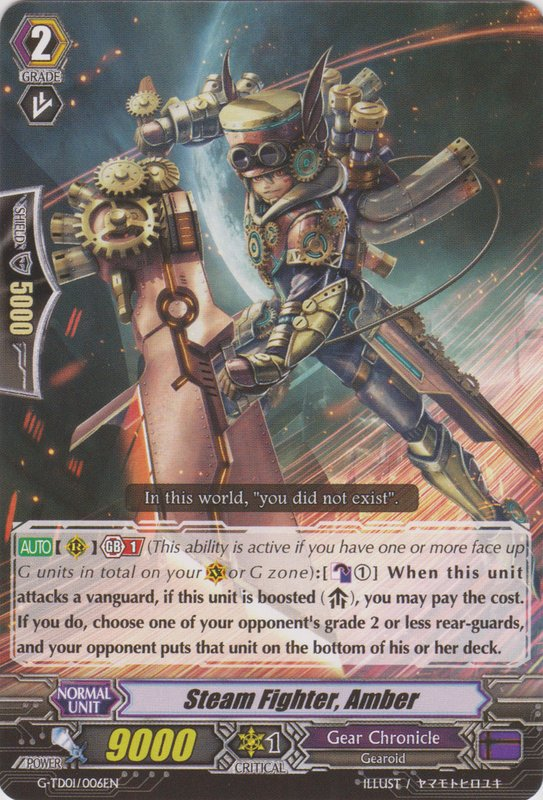 2
GRADE
SHIELD
5000
In this world, "you did not exist".
AUTO [R] GB 1 (This ability is active if you have one or more face up
G units in total on your V or G zone):[①] When this unit
attacks a vanguard, if this unit is boosted ( ), you may pay the cost.
If you do, choose one of your opponent's grade 2 or less rear-guards,
and your opponent puts that unit on the bottom of his or her deck.
NORMAL
UNIT
Steam Fighter, Amber
POWER
9000
1
CRITICAL
Gear Chronicle
Gearoid
G-TD01/006EN
ILLUST / ヤマモトヒロユキ